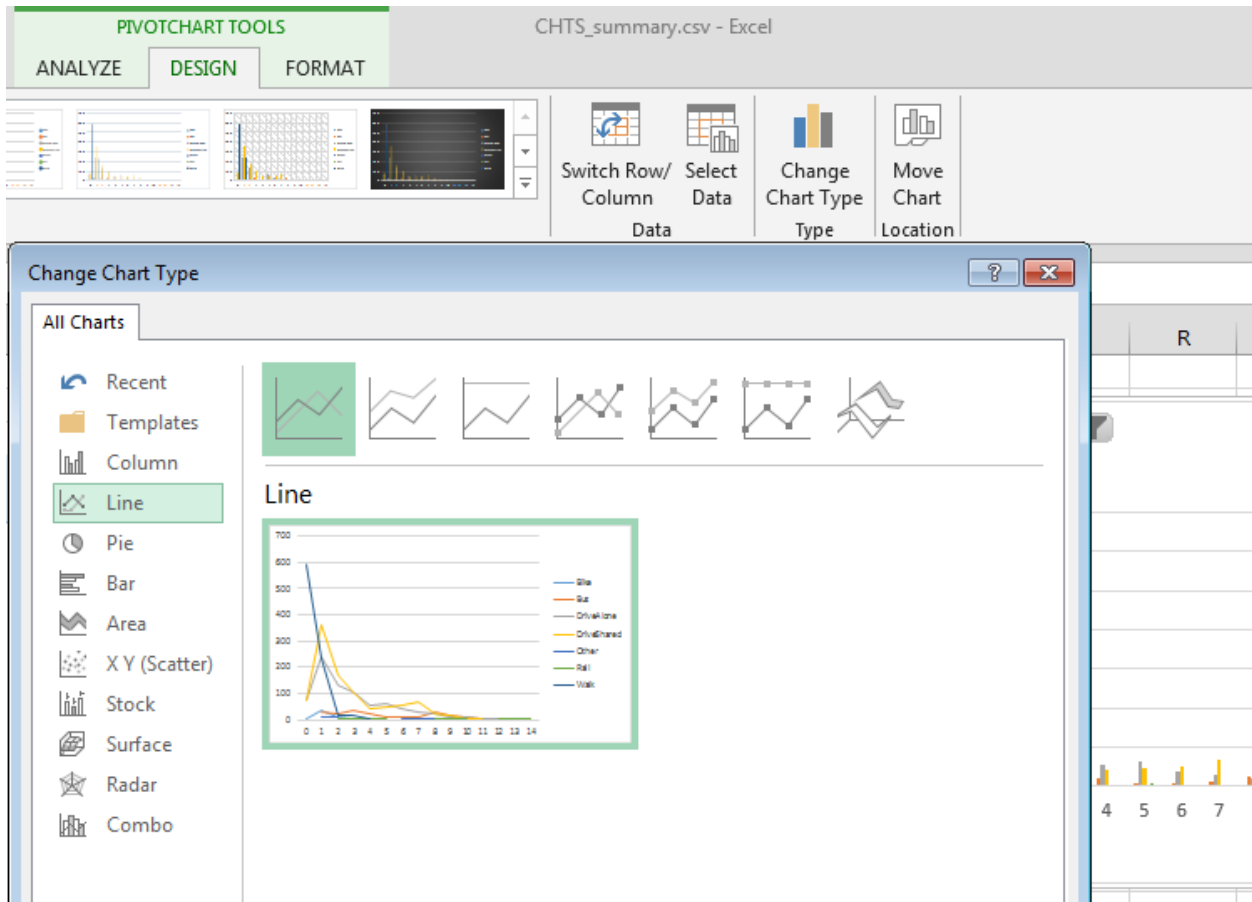 PIVOTCHART TOOLS
CHTS_summary.csv - Excel
ANALYZE
DESIGN
FORMAT
Switch Row/
Column
Select
Data
Change
Chart Type
Move
Chart
Data
Type
Location
Change Chart Type
?
All Charts
R
Recent
Templates
Column
Line
Pie
Bar
Area
X Y (Scatter)
Stock
Surface
Radar
Combo
Line
700
600
500
400
300
200
100
0
0 1 2 3 4 5 6 7 8 9 10 11 12 13 14
Bike
Bus
DriveAlone
DriveShared
Other
Rail
Walk
4 5 6 7